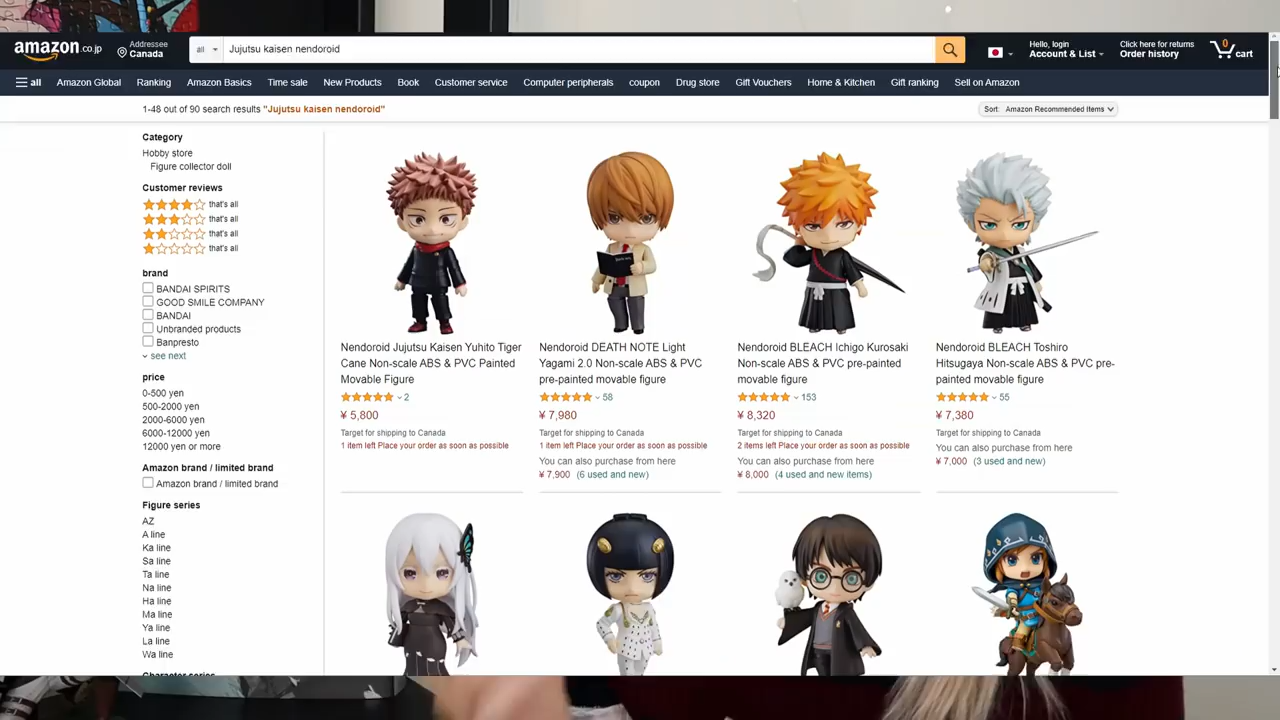 amazon.co.jp
Addressee
Canada
all
Jujutsu kaisen nendoroid
Hello, login
Account & List
Click here for returns
Order history
0
cart
all
Amazon Global
Ranking
Amazon Basics
Time sale
New Products
Book
Customer service
Computer peripherals
coupon
Drug store
Gift Vouchers
Home & Kitchen
Gift ranking
Sell on Amazon
1-48 out of 90 search results "Jujutsu kaisen nendoroid"
Sort: Amazon Recommended Items
Category
Hobby store
Figure collector doll
Customer reviews
that's all
that's all
that's all
that's all
brand
BANDAI SPIRITS
GOOD SMILE COMPANY
BANDAI
Unbranded products
Banpresto
see next
price
0-500 yen
500-2000 yen
2000-6000 yen
6000-12000 yen
12000 yen or more
Amazon brand / limited brand
Amazon brand / limited brand
Figure series
AZ
A line
Ka line
Sa line
Ta line
Na line
Ha line
Ma line
Ya line
La line
Wa line
Character series
Nendoroid Jujutsu Kaisen Yuhito Tiger
Cane Non-scale ABS & PVC Painted
Movable Figure
2
¥ 5,800
Target for shipping to Canada
1 item left Place your order as soon as possible
Nendoroid DEATH NOTE Light
Yagami 2.0 Non-scale ABS & PVC
pre-painted movable figure
58
¥ 7,980
Target for shipping to Canada
1 item left Place your order as soon as possible
You can also purchase from here
¥ 7,900 (6 used and new)
Nendoroid BLEACH Ichigo Kurosaki
Non-scale ABS & PVC pre-painted
movable figure
153
¥ 8,320
Target for shipping to Canada
2 items left Place your order as soon as possible
You can also purchase from here
¥ 8,000 (4 used and new items)
Nendoroid BLEACH Toshiro
Hitsugaya Non-scale ABS & PVC pre-
painted movable figure
55
¥ 7,380
Target for shipping to Canada
You can also purchase from here
¥ 7,000 (3 used and new)